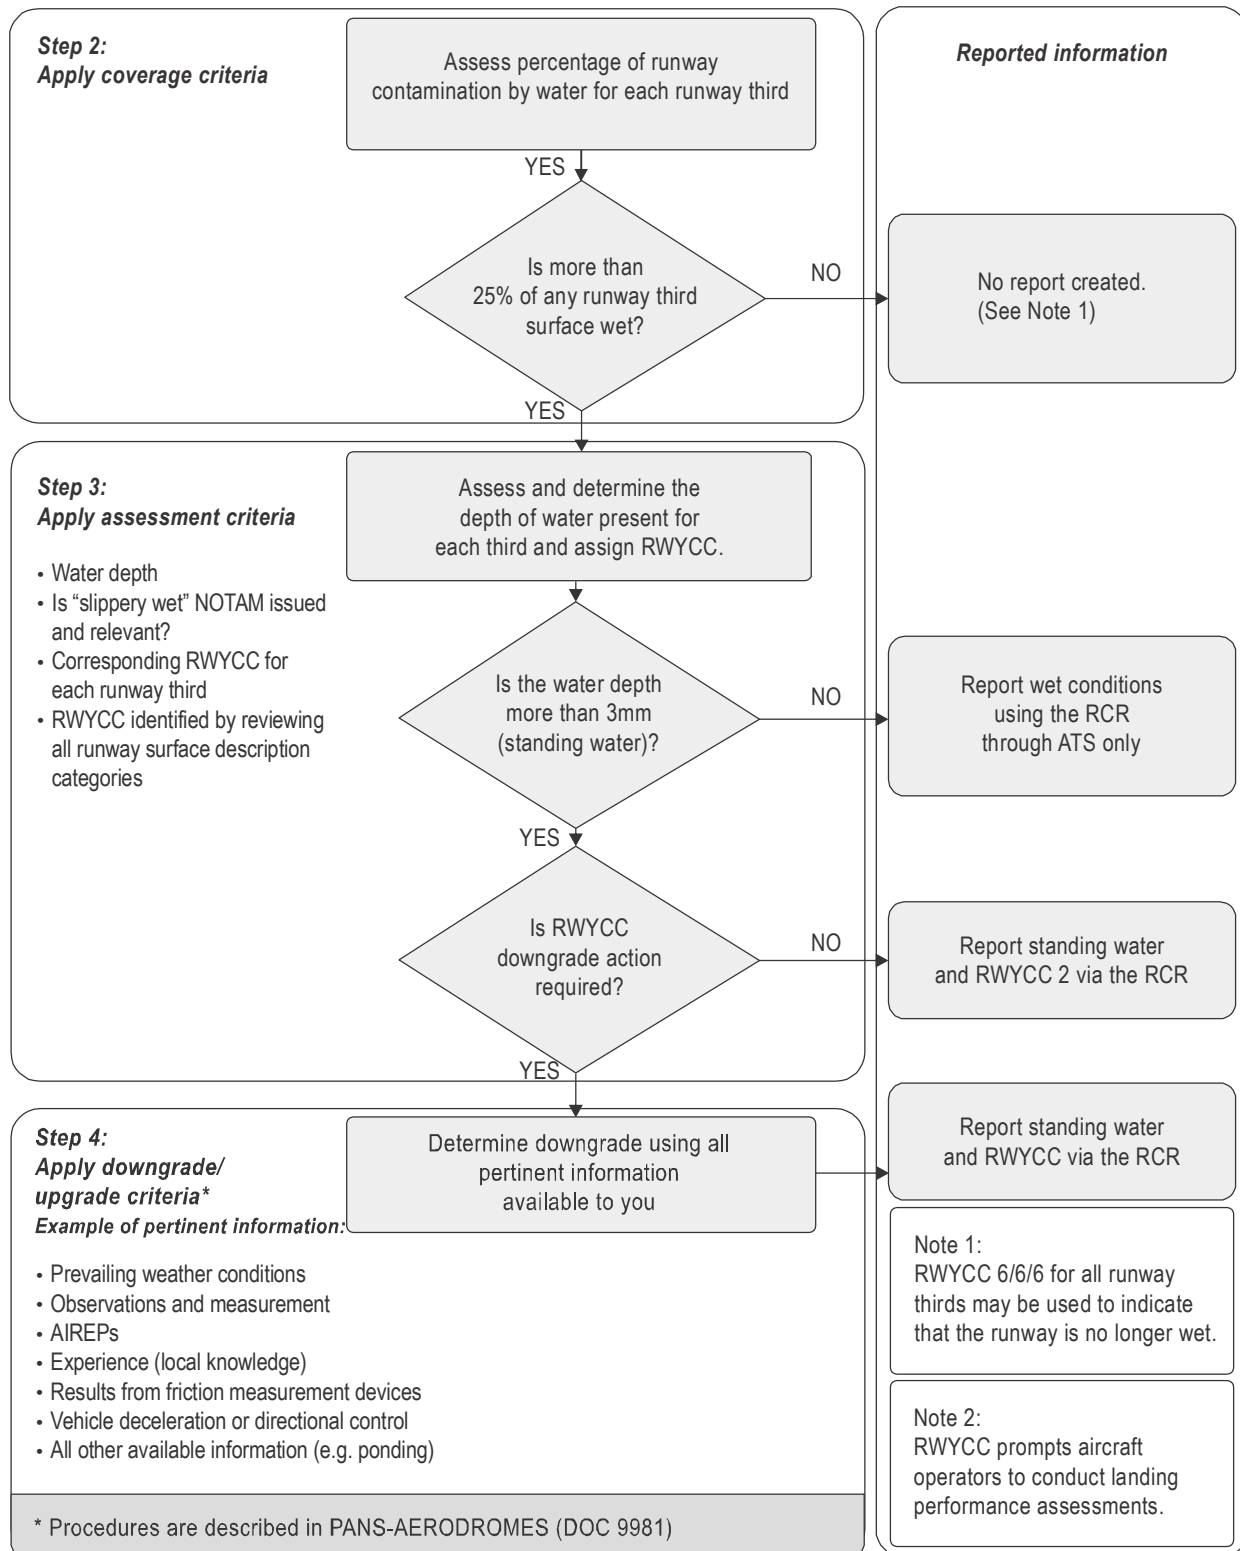 Step 2:
Apply coverage criteria
Assess percentage of runway
contamination by water for each runway third
YES
Is more than
25% of any runway third
surface wet?
NO
YES
Reported information
No report created.
(See Note 1)
Step 3:
Apply assessment criteria
• Water depth
• Is “slippery wet” NOTAM issued
and relevant?
• Corresponding RWYCC for
each runway third
• RWYCC identified by reviewing
all runway surface description
categories
Assess and determine the
depth of water present for
each third and assign RWYCC.
Is the water depth
more than 3mm
(standing water)?
NO
Report wet conditions
using the RCR
through ATS only
YES
Is RWYCC
downgrade action
required?
NO
Report standing water
and RWYCC 2 via the RCR
YES
Step 4:
Apply downgrade/
upgrade criteria*
Example of pertinent information:
• Prevailing weather conditions
• Observations and measurement
• AIREPs
• Experience (local knowledge)
• Results from friction measurement devices
• Vehicle deceleration or directional control
• All other available information (e.g. ponding)
Determine downgrade using all
pertinent information
available to you
Report standing water
and RWYCC via the RCR
Note 1:
RWYCC 6/6/6 for all runway
thirds may be used to indicate
that the runway is no longer wet.
Note 2:
RWYCC prompts aircraft
operators to conduct landing
performance assessments.
* Procedures are described in PANS-AERODROMES (DOC 9981)